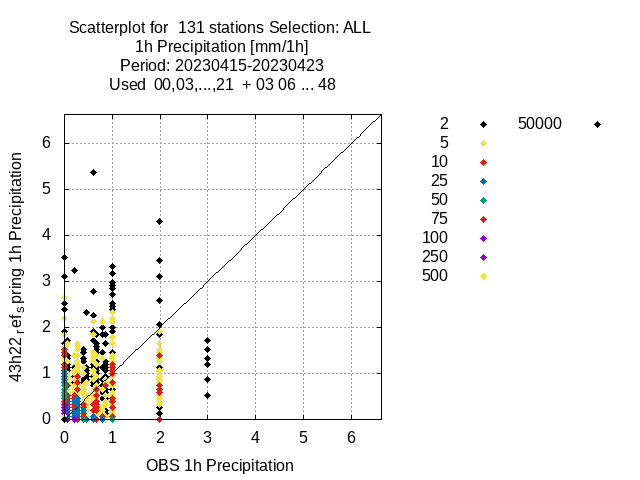 Scatterplot for  131 stations Selection: ALL
1h Precipitation [mm/1h]
Period: 20230415-20230423
Used  00,03,...,21  + 03 06 ... 48
2
50000
5
10
25
50
75
100
250
500
6
5
4
3
2
1
0
43h22,ref_spring 1h Precipitation
0 1 2 3 4 5 6
OBS 1h Precipitation